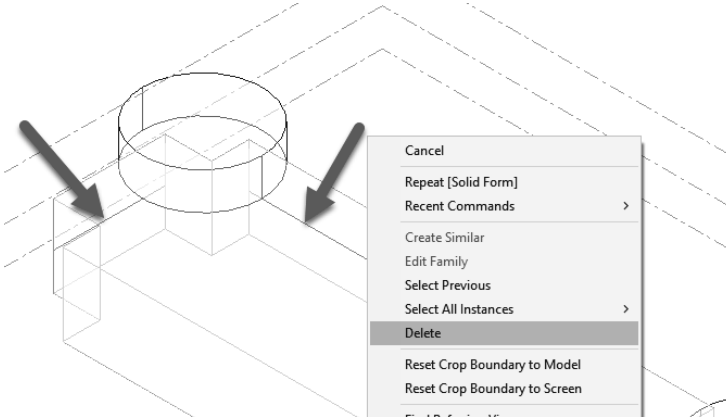 Cancel
Repeat [Solid Form]
Recent Commands
Create Similar
Edit Family
Select Previous
Select All Instances
Delete
Reset Crop Boundary to Model
Reset Crop Boundary to Screen